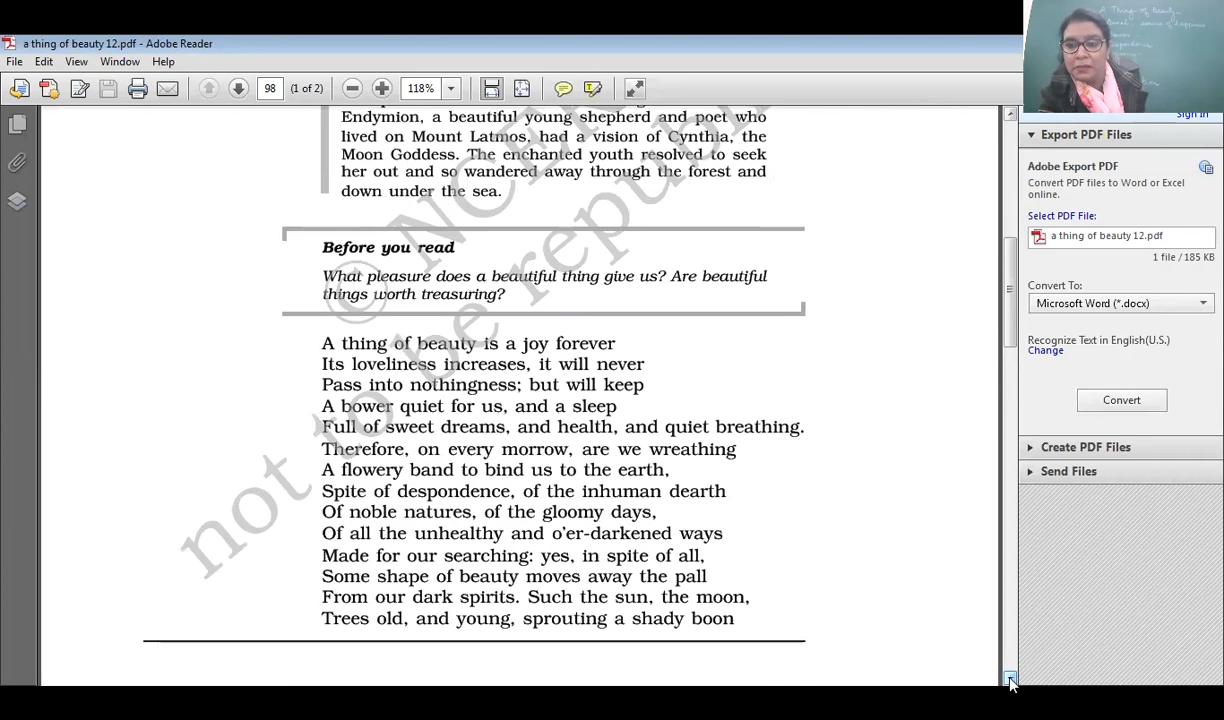 A Thing of Beauty
a thing of beauty 12.pdf - Adobe Reader
File Edit View Window Help
98 (1 of 2) 118%
Sign In
Endymion, a beautiful young shepherd and poet who
lived on Mount Latmos, had a vision of Cynthia, the
Moon Goddess. The enchanted youth resolved to seek
her out and so wandered away through the forest and
down under the sea.
Before you read
What pleasure does a beautiful thing give us? Are beautiful
things worth treasuring?
A thing of beauty is a joy forever
Its loveliness increases, it will never
Pass into nothingness; but will keep
A bower quiet for us, and a sleep
Full of sweet dreams, and health, and quiet breathing.
Therefore, on every morrow, are we wreathing
A flowery band to bind us to the earth,
Spite of despondence, of the inhuman dearth
Of noble natures, of the gloomy days,
Of all the unhealthy and o'er-darkened ways
Made for our searching: yes, in spite of all,
Some shape of beauty moves away the pall
From our dark spirits. Such the sun, the moon,
Trees old, and young, sprouting a shady boon
© NCERT
not to be republi
Export PDF Files
Adobe Export PDF
Convert PDF files to Word or Excel
online.
Select PDF File:
a thing of beauty 12.pdf
1 file / 185 KB
Convert To:
Microsoft Word (*.docx)
Recognize Text in English(U.S.)
Change
Convert
Create PDF Files
Send Files